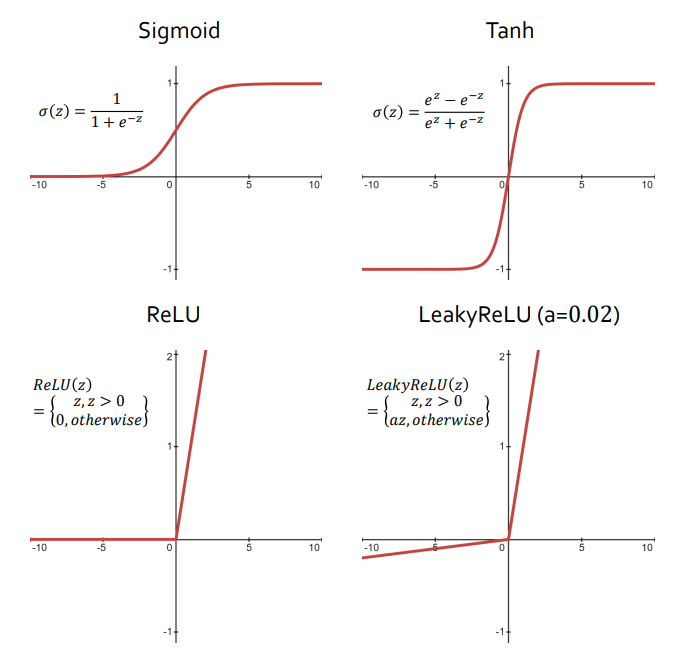 Sigmoid
σ(z) = 1 / 1 + e^−z
1
-10 -5 0 5 10
-1
Tanh
σ(z) = e^z − e^−z / e^z + e^−z
1
-10 -5 0 5 10
-1
ReLU
2
ReLU(z)
= { z, z > 0
0, otherwise }
1
-10 -5 0 5 10
-1
LeakyReLU (a=0.02)
2
LeakyReLU(z)
= { z, z > 0
az, otherwise }
1
-10 -5 0 5 10
-1